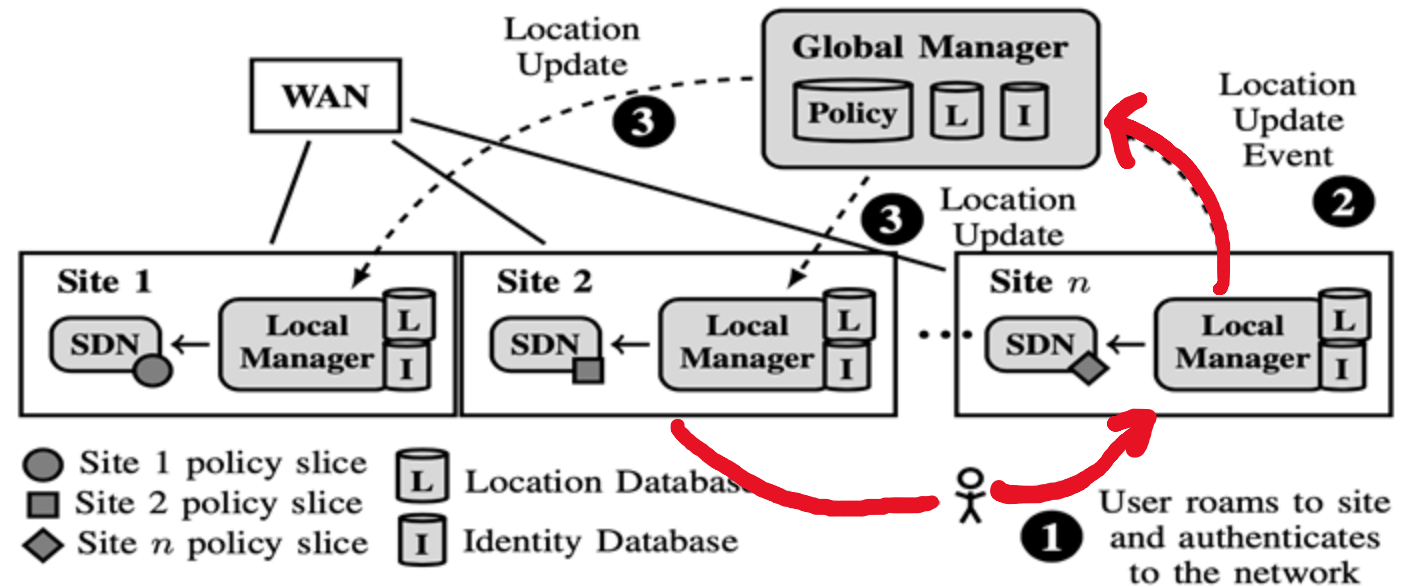 Location
Update
WAN
3
Global Manager
Policy
L
I
Location
Update
Event
2
3
Location
Update
Site 1
SDN
Local
Manager
L
I
Site 2
SDN
Local
Manager
L
I
...
Site n
SDN
Local
Manager
L
I
Site 1 policy slice
Site 2 policy slice
Site n policy slice
L
Location Database
I
Identity Database
1
User roams to site
and authenticates
to the network